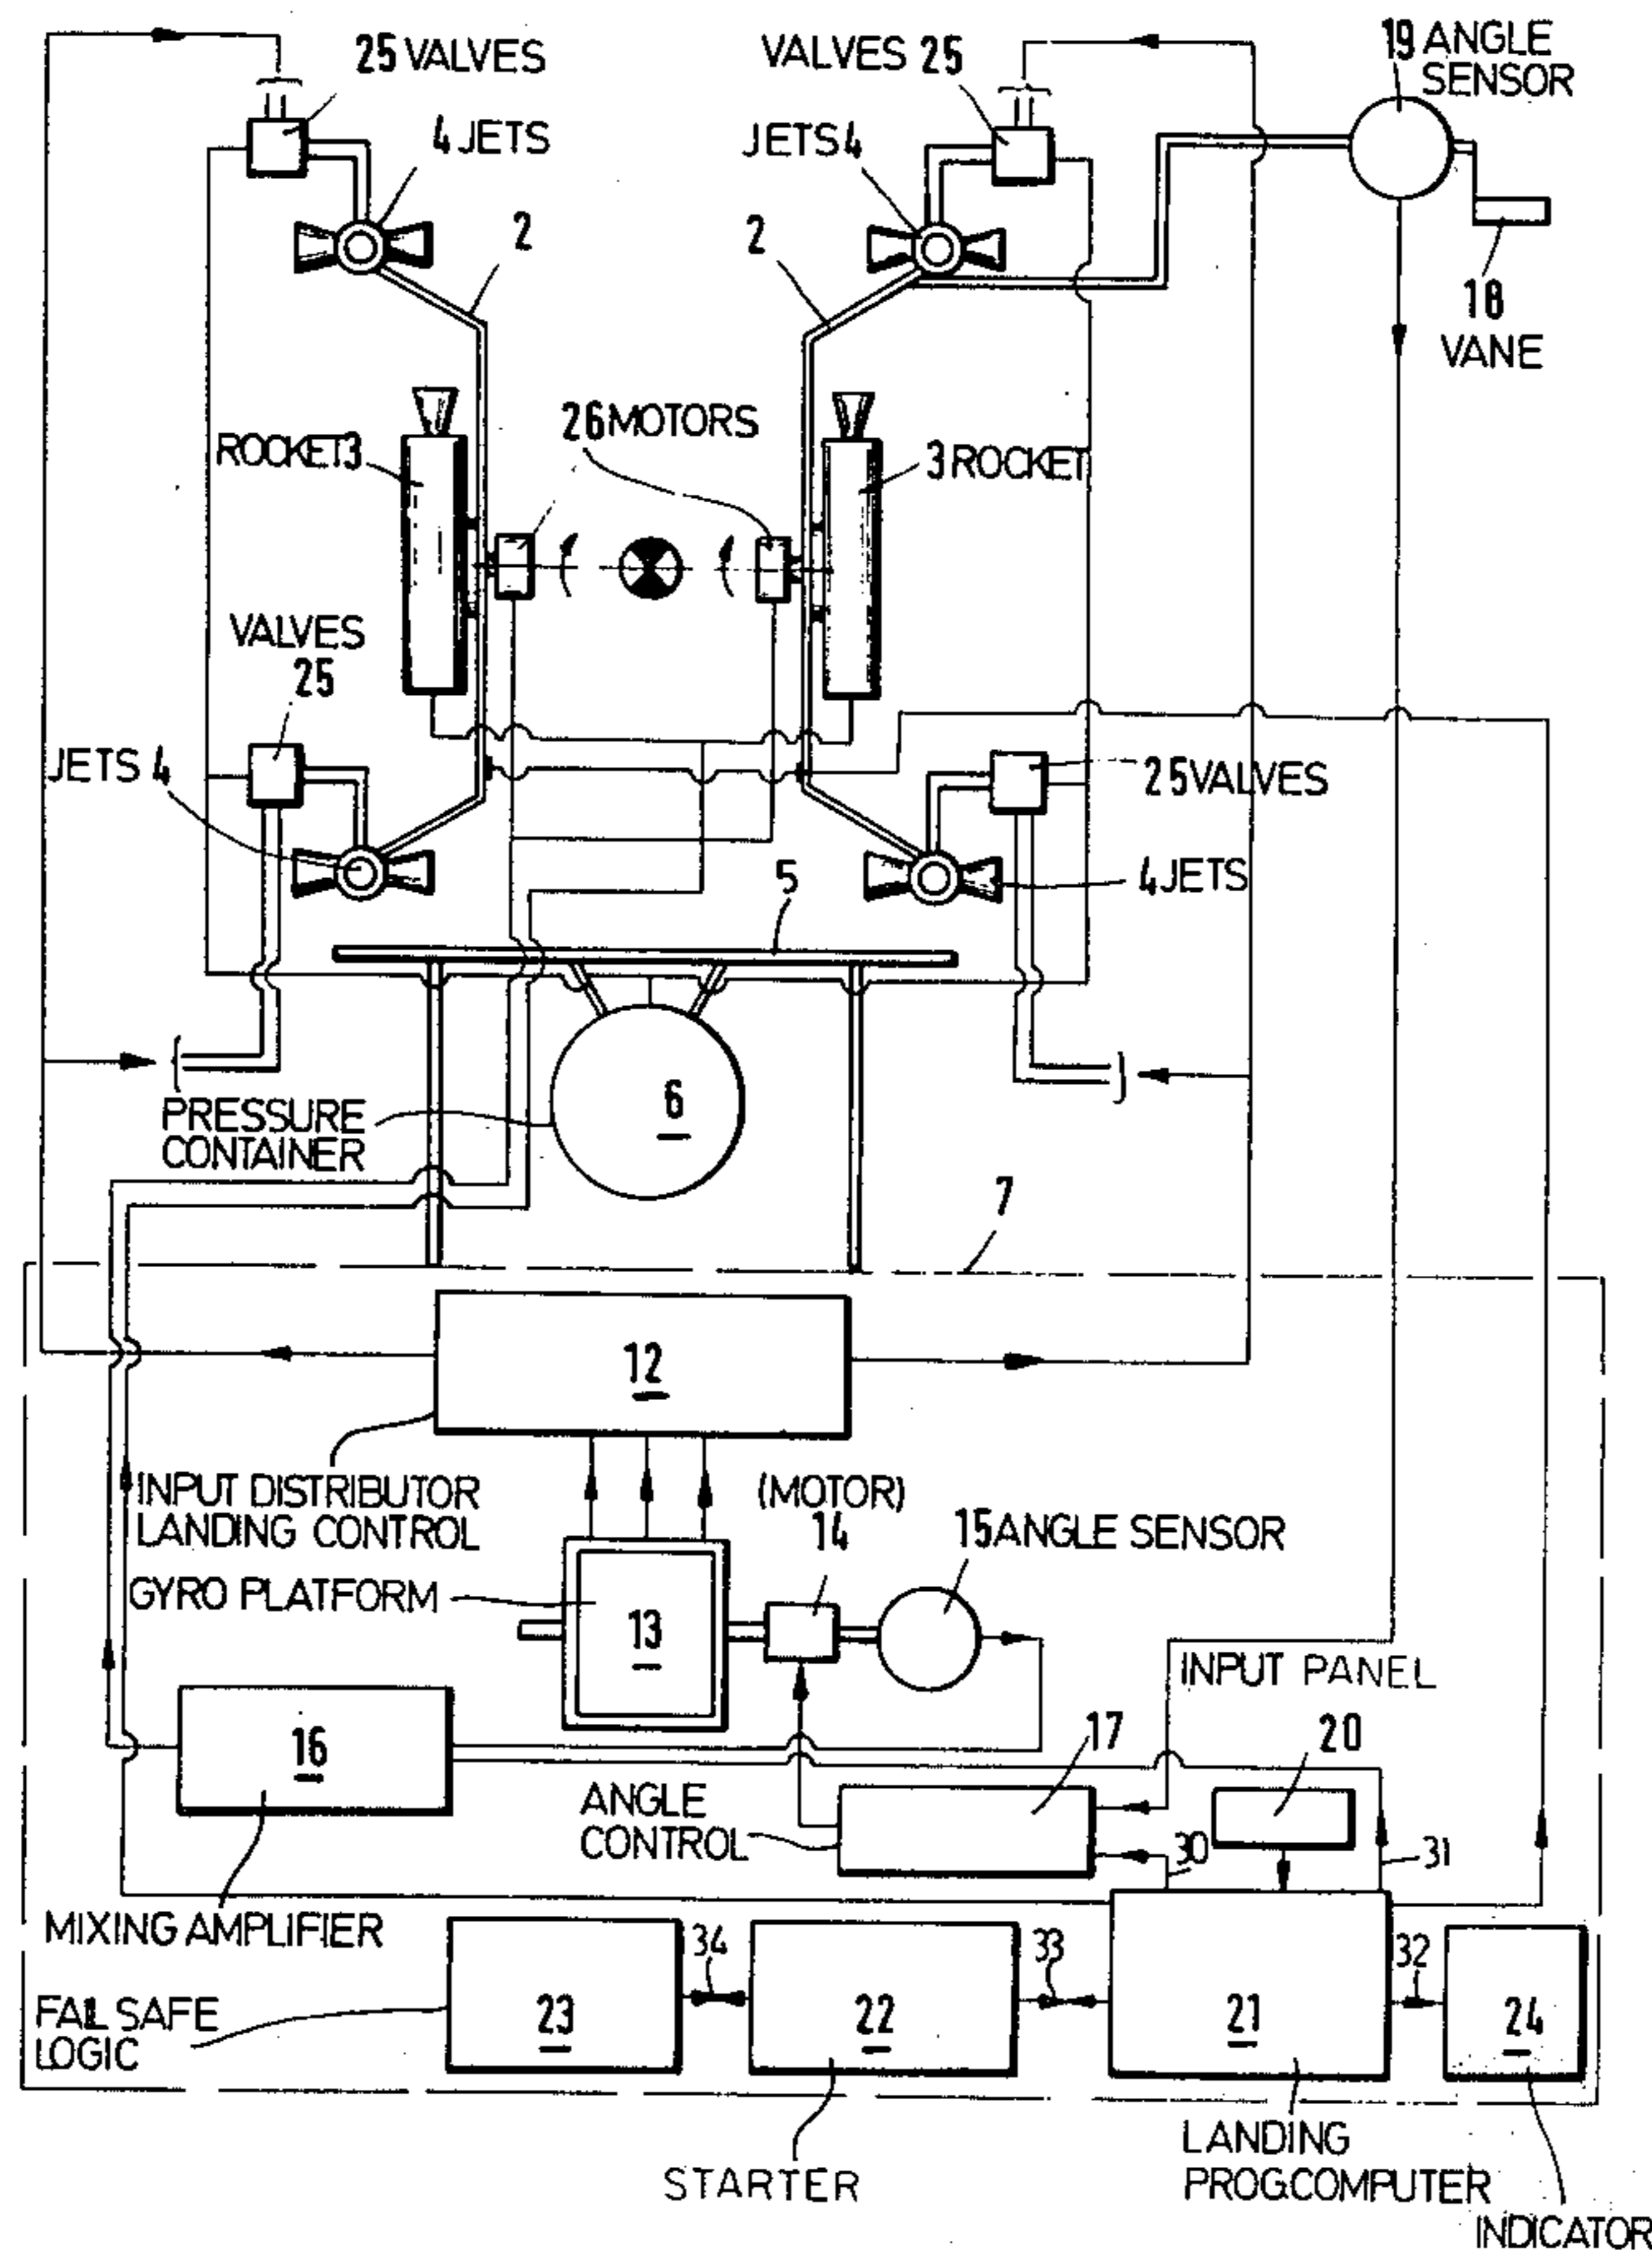 25 VALVES
VALVES 25
19 ANGLE
SENSOR
4 JETS
JETS 4
2
2
18
VANE
26 MOTORS
ROCKET 3
3 ROCKET
VALVES
25
JETS 4
25 VALVES
5
4 JETS
6
PRESSURE
CONTAINER
7
12
INPUT DISTRIBUTOR
LANDING CONTROL
(MOTOR)
14
15 ANGLE SENSOR
GYRO PLATFORM
13
INPUT PANEL
16
17
20
ANGLE
CONTROL
30
31
MIXING AMPLIFIER
34
33
32
FAIL SAFE
LOGIC
23
22
21
24
LANDING
PROG.COMPUTER
STARTER
INDICATOR